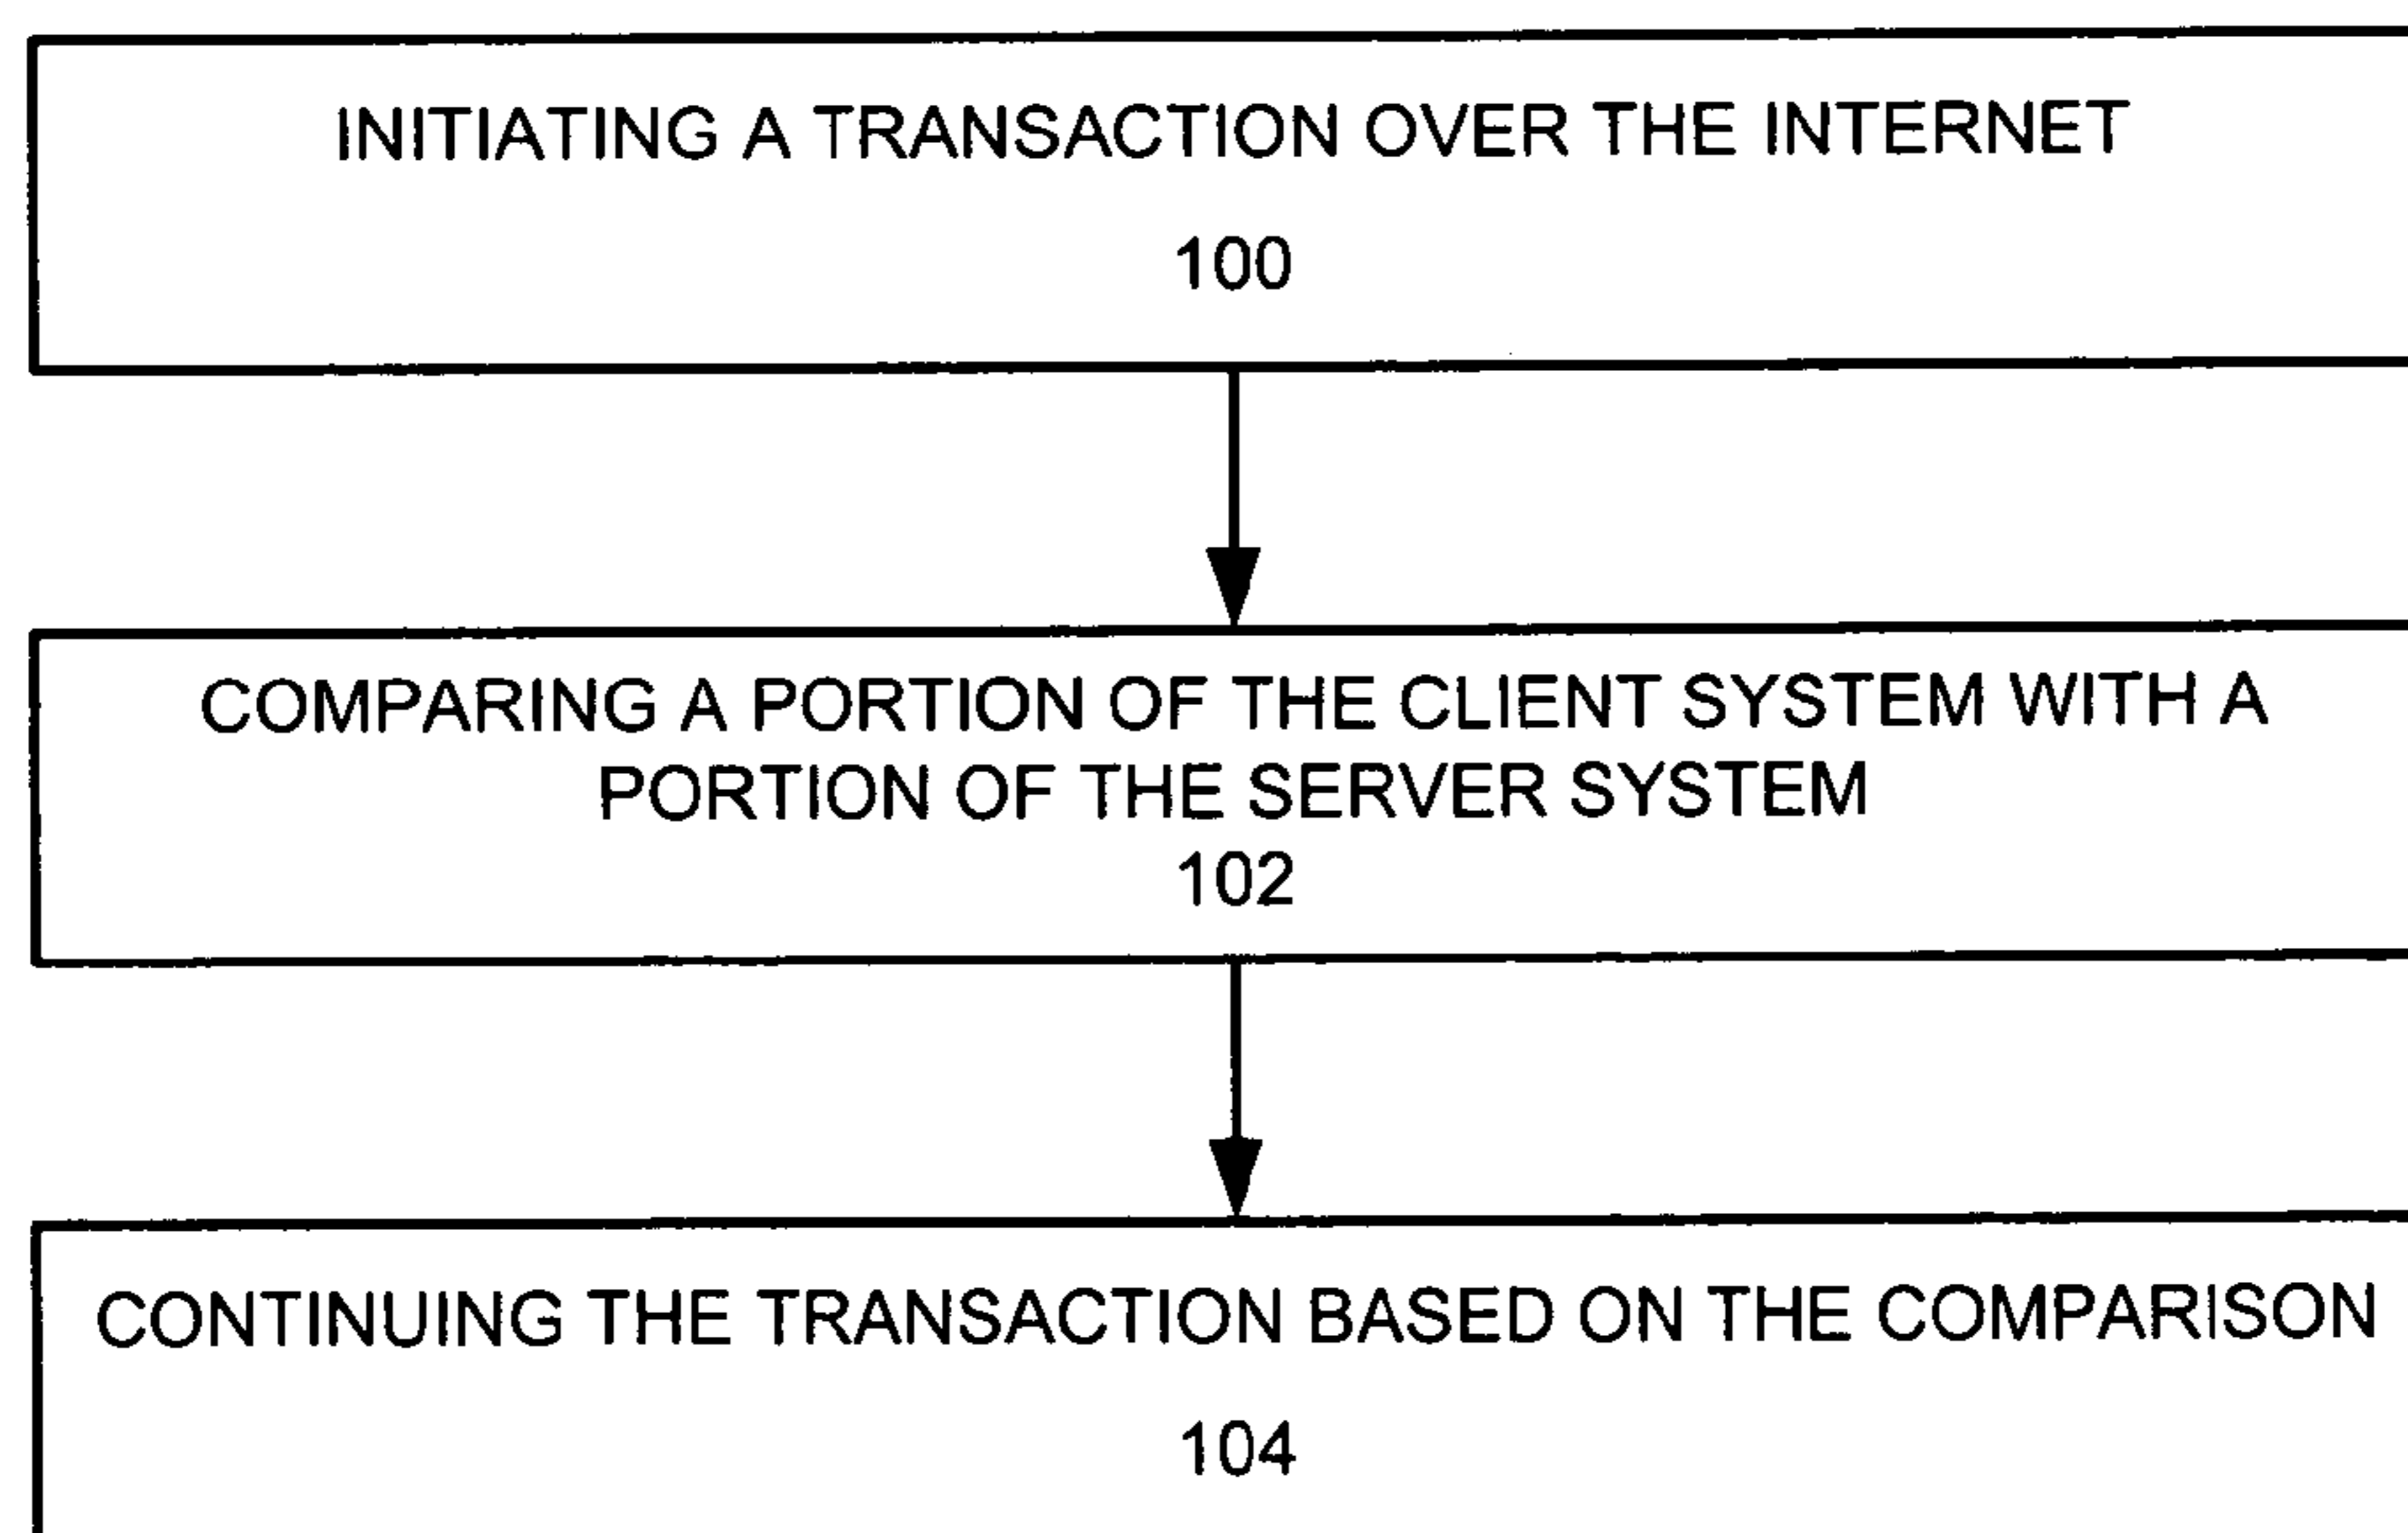 INITIATING A TRANSACTION OVER THE INTERNET
100
COMPARING A PORTION OF THE CLIENT SYSTEM WITH A
PORTION OF THE SERVER SYSTEM
102
CONTINUING THE TRANSACTION BASED ON THE COMPARISON
104